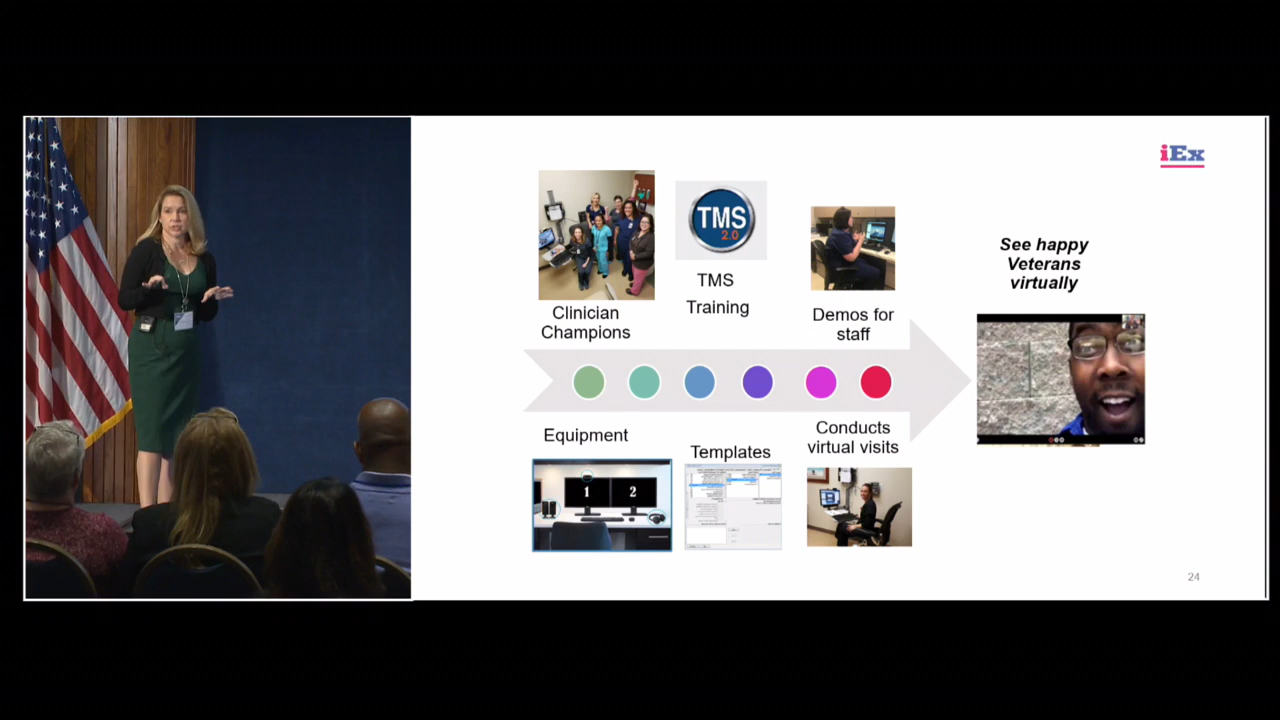 iEx
TMS
2.0
TMS
Training
Clinician
Champions
Demos for
staff
See happy
Veterans
virtually
Equipment
Templates
Conducts
virtual visits
1
2
24